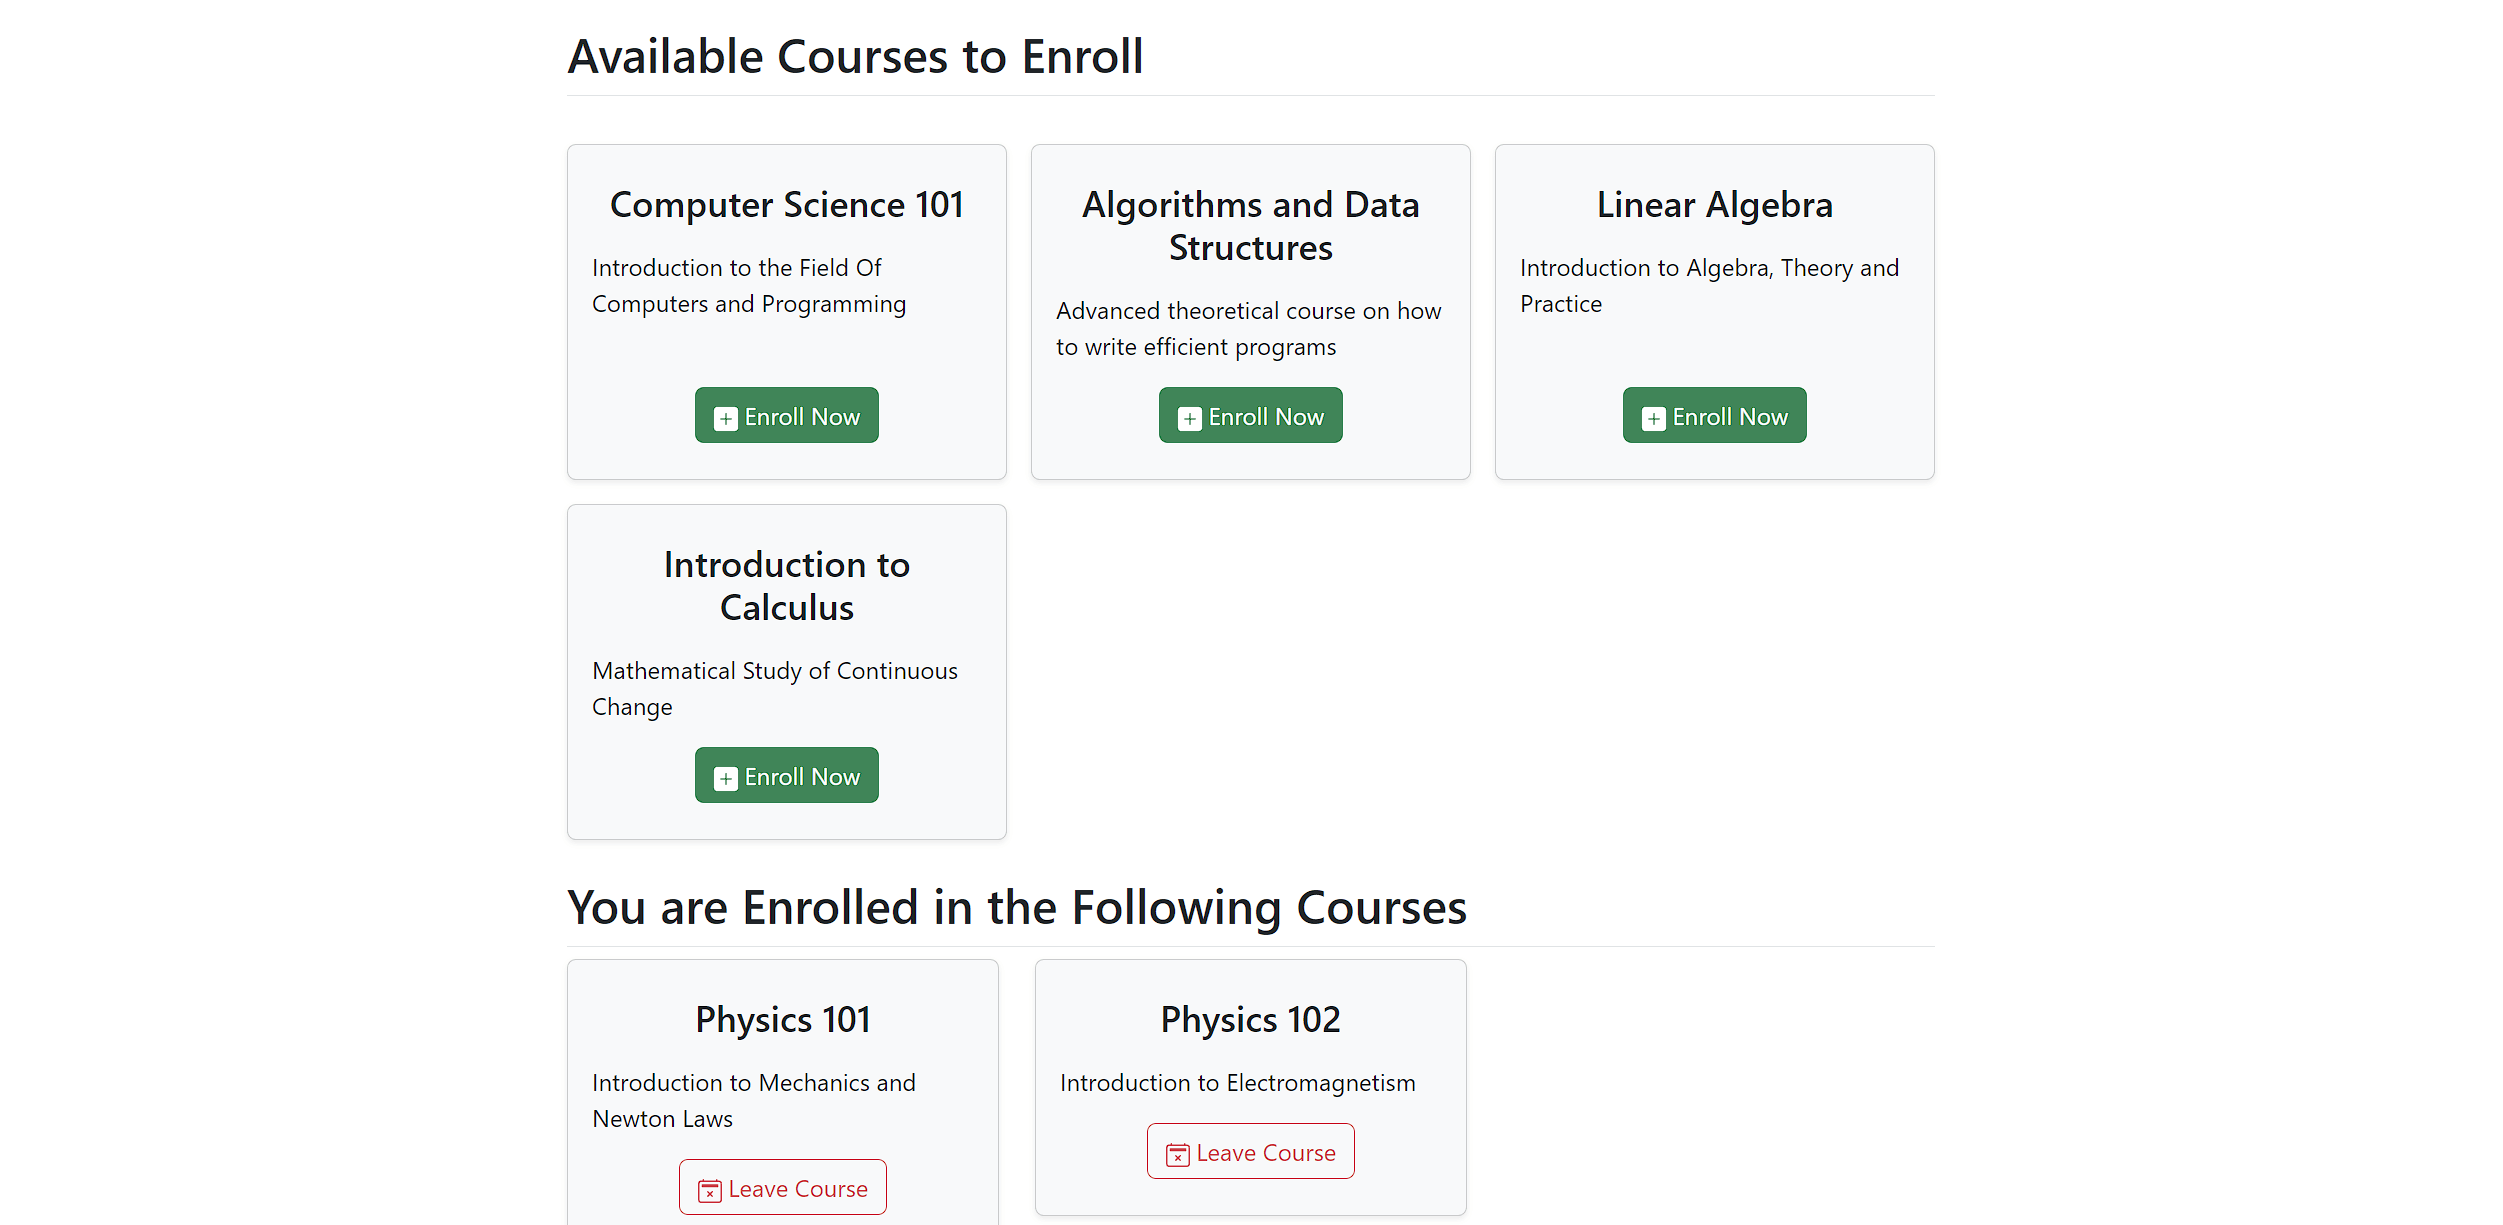 Available Courses to Enroll
Computer Science 101
Introduction to the Field Of
Computers and Programming
Enroll Now
Algorithms and Data
Structures
Advanced theoretical course on how
to write efficient programs
Enroll Now
Linear Algebra
Introduction to Algebra, Theory and
Practice
Enroll Now
Introduction to
Calculus
Mathematical Study of Continuous
Change
Enroll Now
You are Enrolled in the Following Courses
Physics 101
Introduction to Mechanics and
Newton Laws
Leave Course
Physics 102
Introduction to Electromagnetism
Leave Course